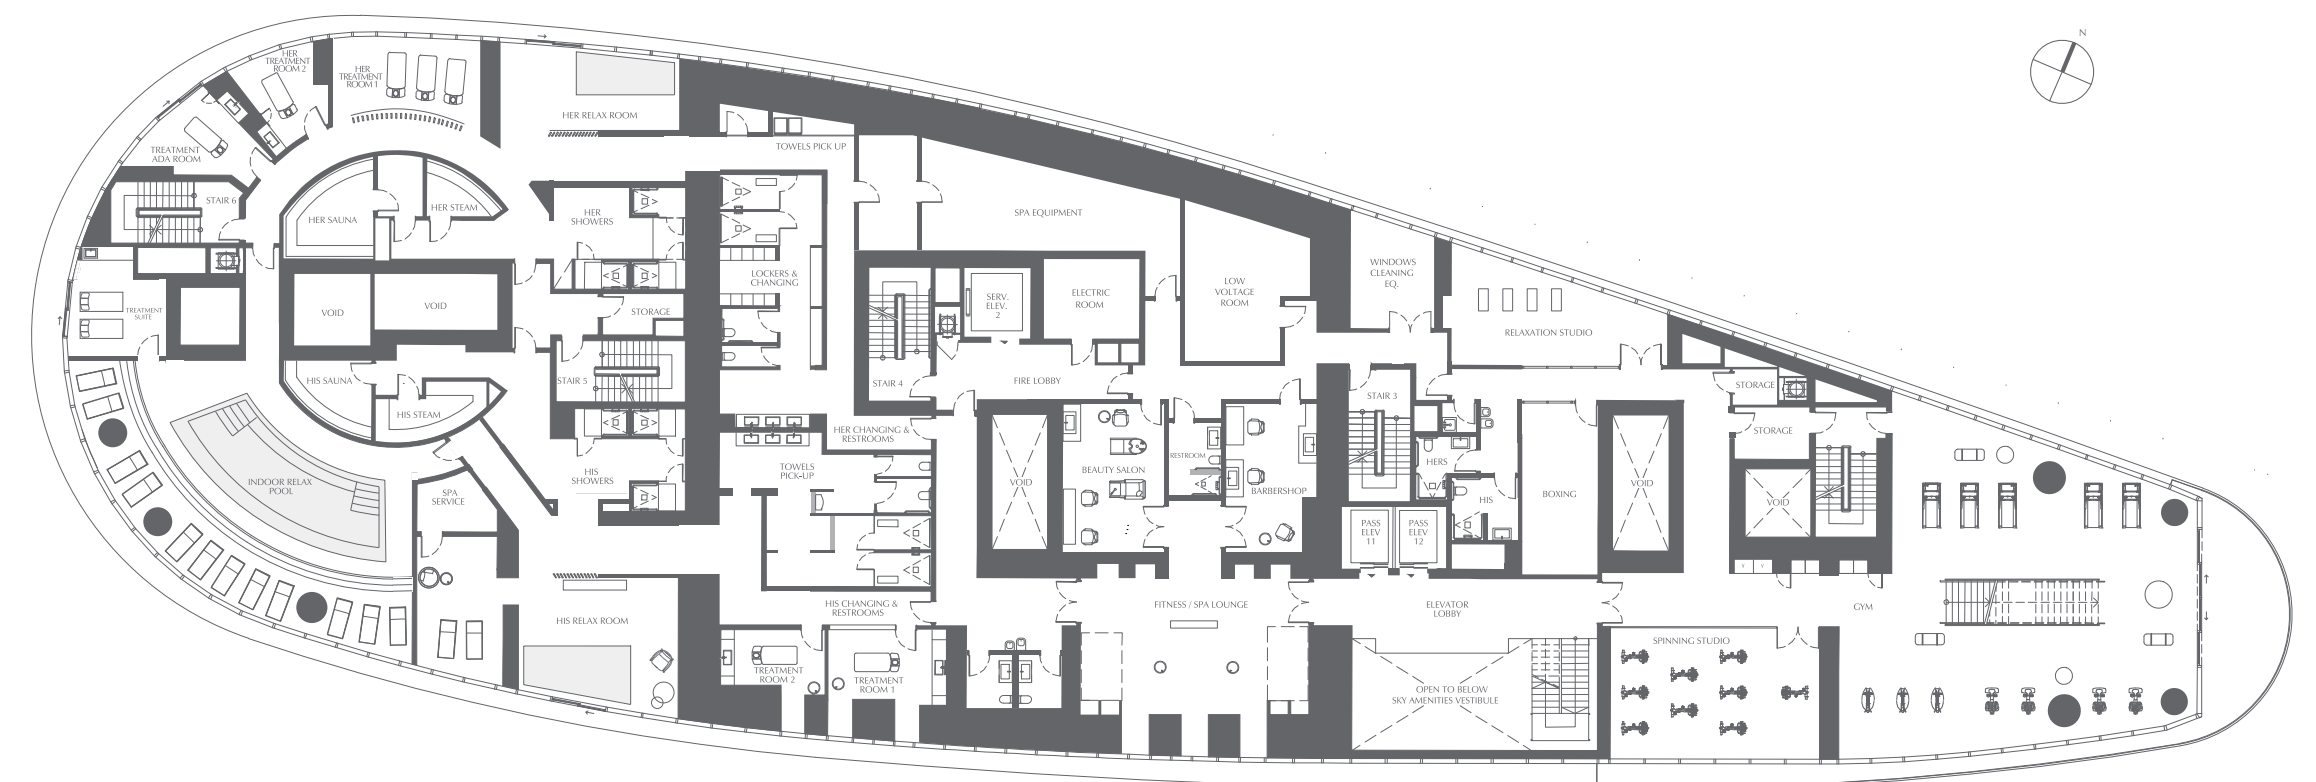 N
HER
TREATMENT
ROOM 2
HER
TREATMENT
ROOM 1
HER RELAX ROOM
TREATMENT
ADA ROOM
TOWELS PICK UP
STAIR 6
HER SAUNA
HER STEAM
HER
SHOWERS
SPA EQUIPMENT
LOCKERS &
CHANGING
WINDOWS
CLEANING
EQ.
LOW
VOLTAGE
ROOM
SERV.
ELEV.
2
ELECTRIC
ROOM
TREATMENT
SUITE
VOID
VOID
STORAGE
RELAXATION STUDIO
HIS SAUNA
STAIR 5
STAIR 4
FIRE LOBBY
STAIR 3
STORAGE
HIS STEAM
HER CHANGING &
RESTROOMS
STORAGE
TOWELS
PICK-UP
BEAUTY SALON
RESTROOM
HERS
INDOOR RELAX
POOL
HIS
SHOWERS
VOID
BARBERSHOP
HIS
BOXING
VOID
VOID
SPA
SERVICE
PASS
ELEV
11
PASS
ELEV
12
V
V
HIS RELAX ROOM
HIS CHANGING &
RESTROOMS
FITNESS / SPA LOUNGE
ELEVATOR
LOBBY
GYM
SPINNING STUDIO
TREATMENT
ROOM 2
TREATMENT
ROOM 1
OPEN TO BELOW
SKY AMENITIES VESTIBULE